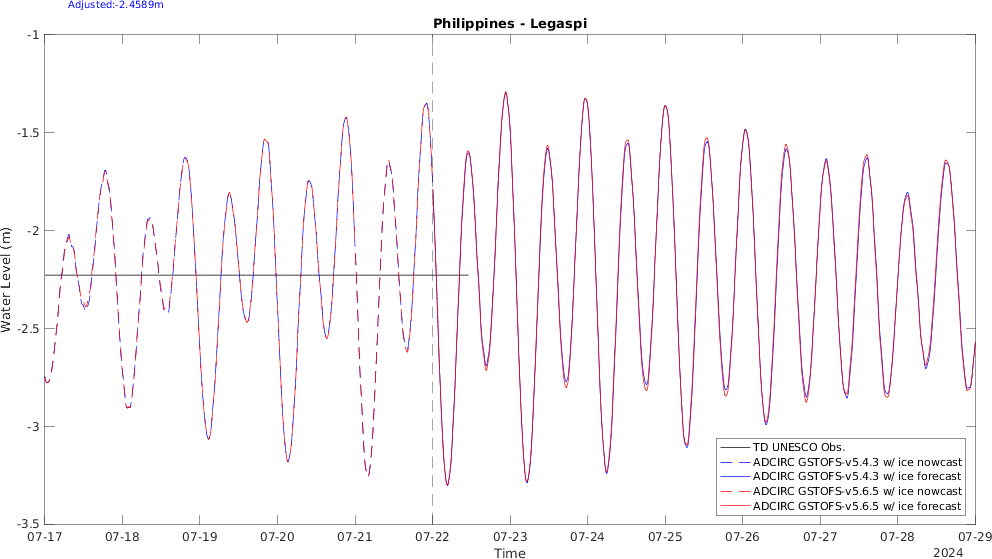 Adjusted:-2.4589m
Philippines - Legaspi
-1
-1.5
-2
-2.5
-3
-3.5
Water Level (m)
TD UNESCO Obs.
ADCIRC GSTOFS-v5.4.3 w/ ice nowcast
ADCIRC GSTOFS-v5.4.3 w/ ice forecast
ADCIRC GSTOFS-v5.6.5 w/ ice nowcast
ADCIRC GSTOFS-v5.6.5 w/ ice forecast
07-17 07-18 07-19 07-20 07-21 07-22 07-23 07-24 07-25 07-26 07-27 07-28 07-29
Time
2024